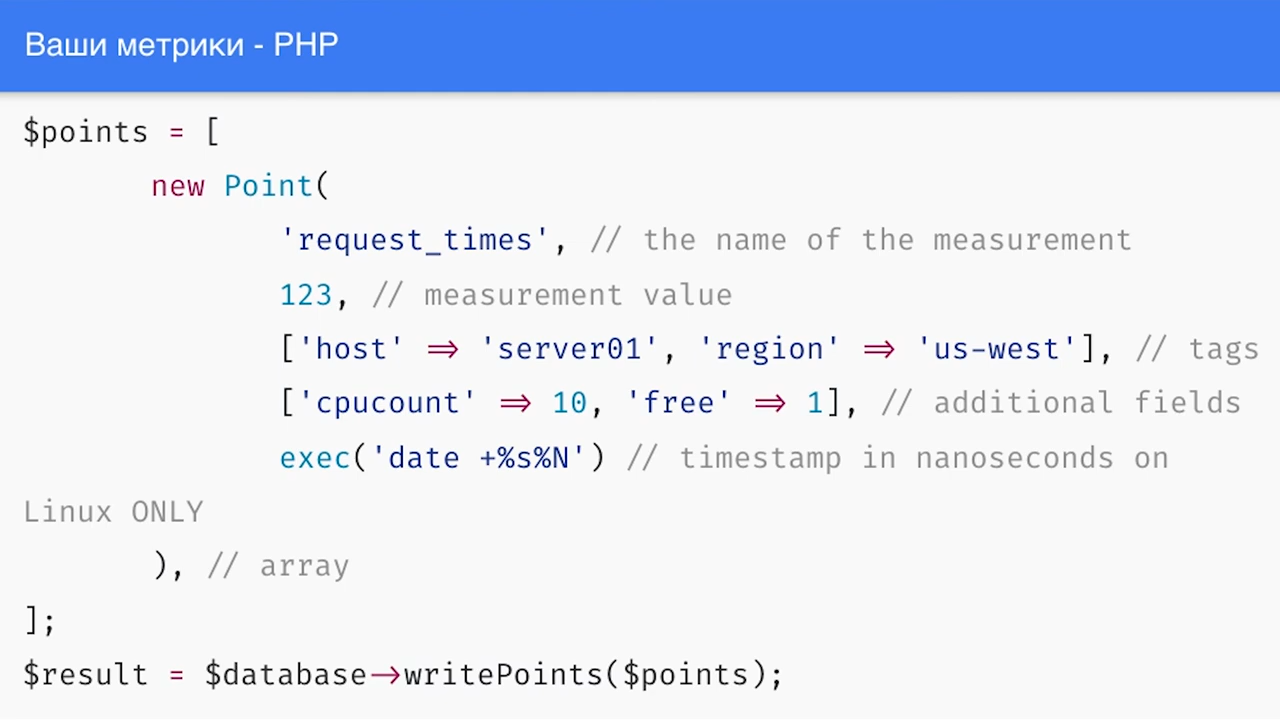 Ваши метрики - PHP
$points = [
new Point(
'request_times', // the name of the measurement
123, // measurement value
['host' => 'server01', 'region' => 'us-west'], // tags
['cpucount' => 10, 'free' => 1], // additional fields
exec('date +%s%N') // timestamp in nanoseconds on
Linux ONLY
), // array
];
$result = $database->writePoints($points);